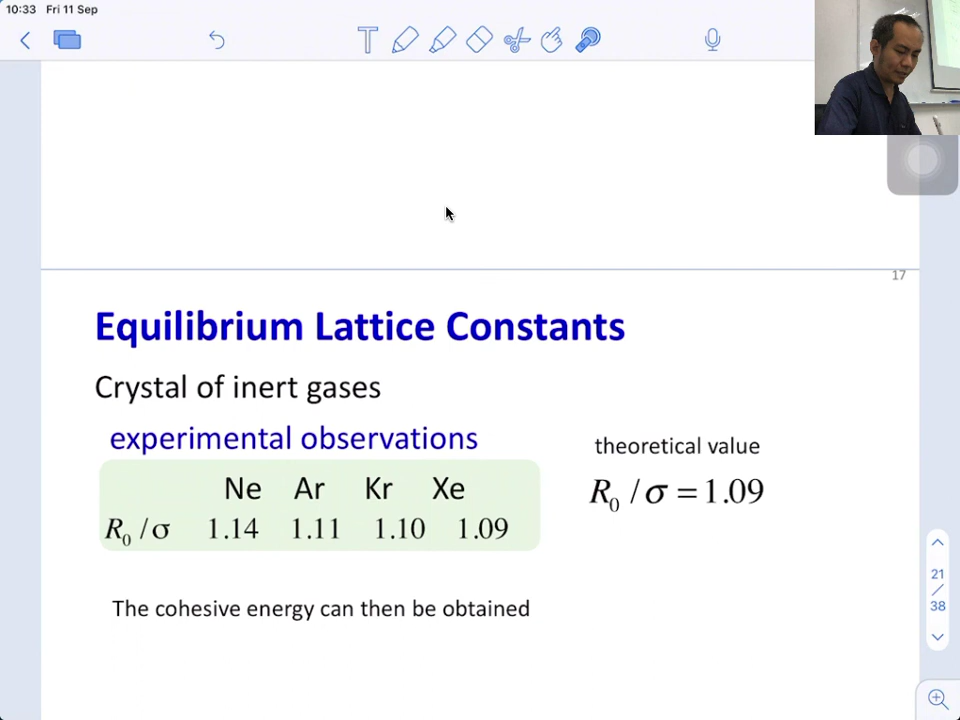 10:33 Fri 11 Sep
T
17
Equilibrium Lattice Constants
Crystal of inert gases
experimental observations
Ne Ar Kr Xe
R₀ / σ 1.14 1.11 1.10 1.09
theoretical value
R₀ / σ = 1.09
The cohesive energy can then be obtained
21
/
38